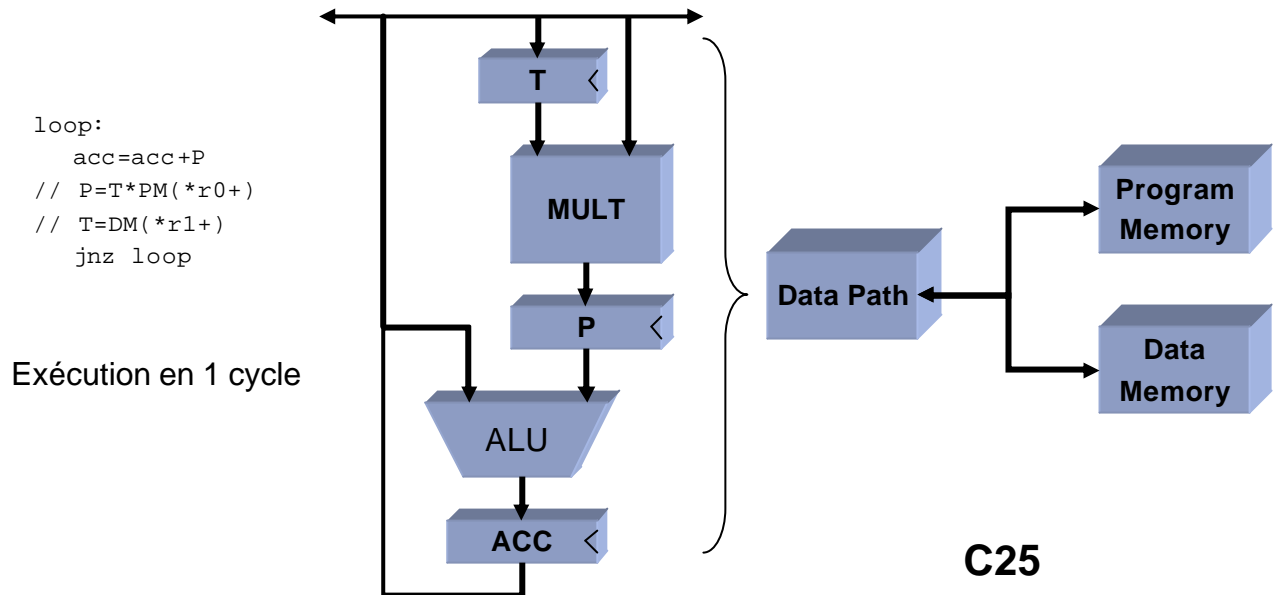 loop:
acc=acc+P
// P=T*PM(*r0+)
// T=DM(*r1+)
jnz loop
Exécution en 1 cycle
T
MULT
P
ALU
ACC
Data Path
Program
Memory
Data
Memory
C25